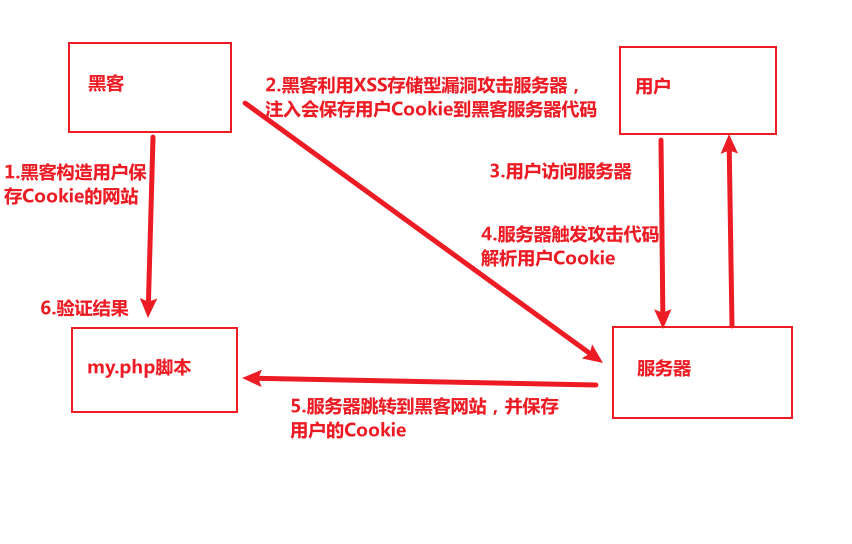 黑客
2.黑客利用XSS存储型漏洞攻击服务器，
注入会保存用户Cookie到黑客服务器代码
用户
1.黑客构造用户保
存Cookie的网站
3.用户访问服务器
4.服务器触发攻击代码
解析用户Cookie
6.验证结果
my.php脚本
服务器
5.服务器跳转到黑客网站，并保存
用户的Cookie